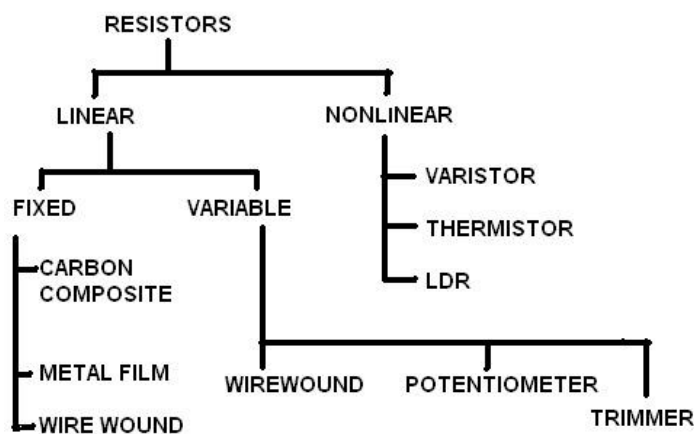 RESISTORS
LINEAR
NONLINEAR
FIXED
VARIABLE
VARISTOR
THERMISTOR
LDR
CARBON
COMPOSITE
METAL FILM
WIRE WOUND
WIREWOUND
POTENTIOMETER
TRIMMER